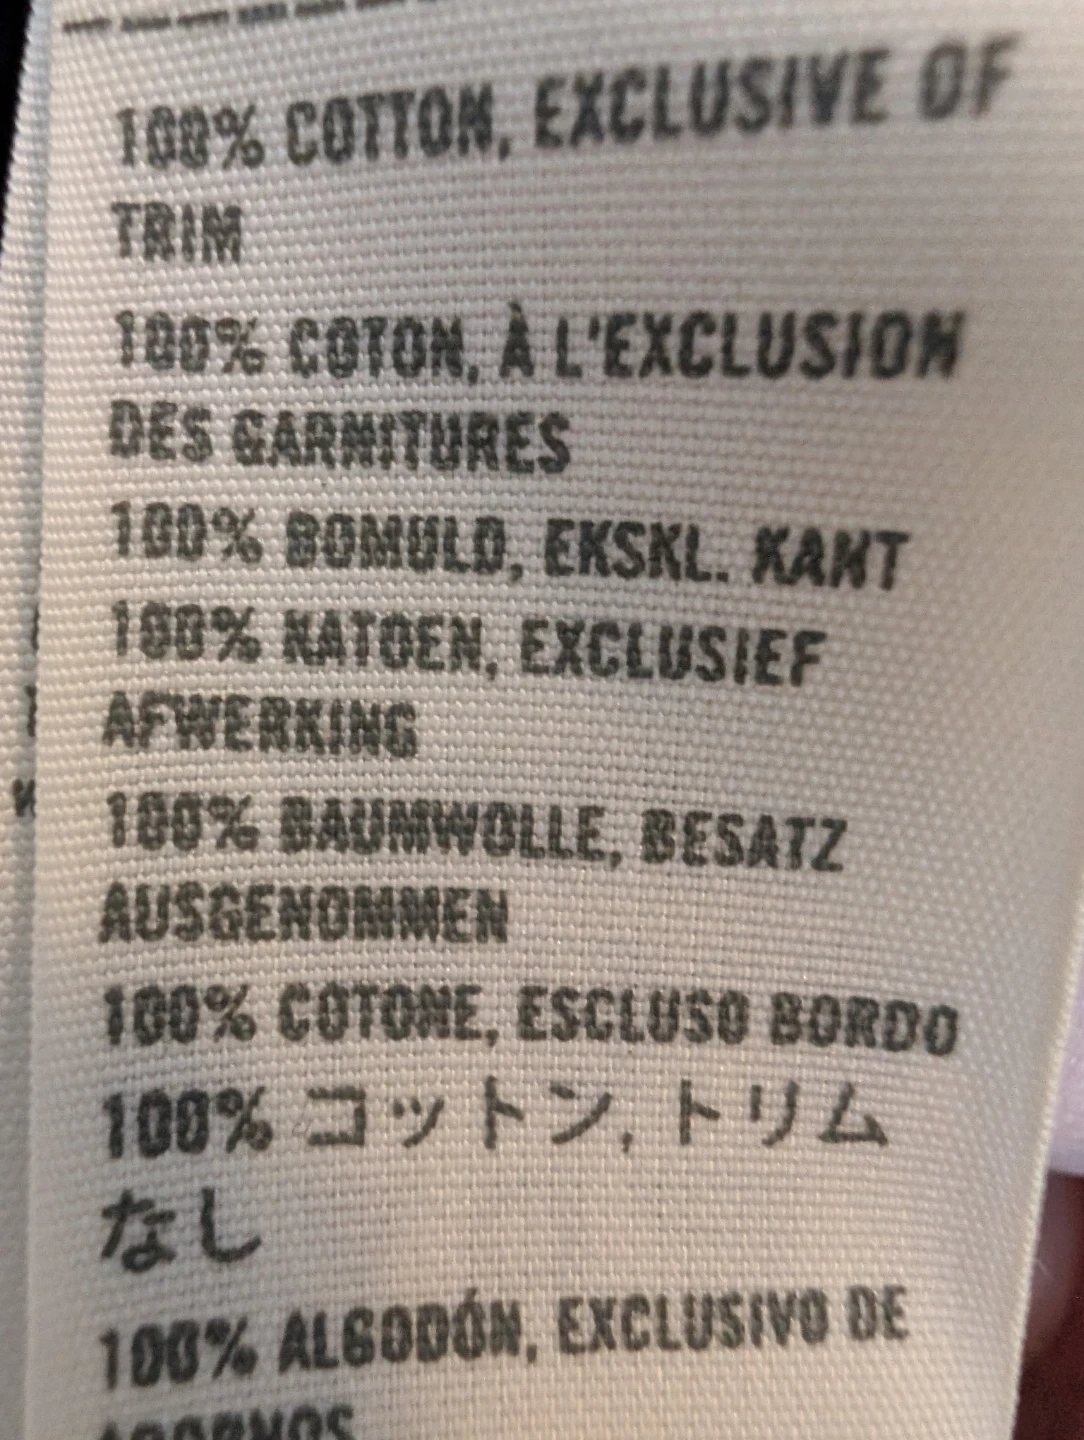 100% COTTON, EXCLUSIVE OF
TRIM
100% COTON, À L'EXCLUSION
DES GARNITURES
100% BOMULD, EKSKL. KANT
100% KATOEN, EXCLUSIEF
AFWERKING
100% BAUMWOLLE, BESATZ
AUSGENOMMEN
100% COTONE, ESCLUSO BORDO
100% コットン, トリム
なし
100% ALGODÓN, EXCLUSIVO DE
ADORNOS